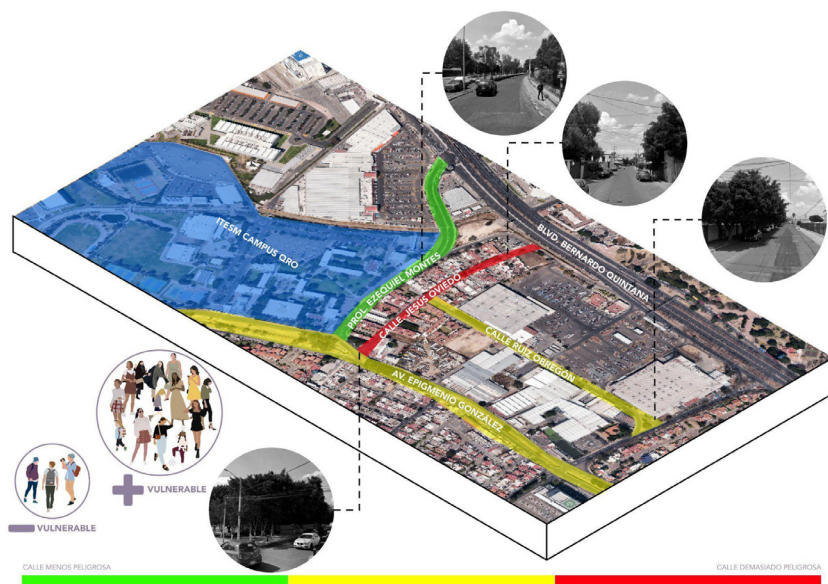 BLVD. BERNARDO QUINTANA
ITESM CAMPUS QRO
PROL. EZEQUIEL MONTES
CALLE. JESÚS OVIEDO
CALLE RUIZ OBREGÓN
AV. EPIGMENIO GONZÁLEZ
VULNERABLE
VULNERABLE
CALLE MENOS PELIGROSA
CALLE DEMASIADO PELIGROSA